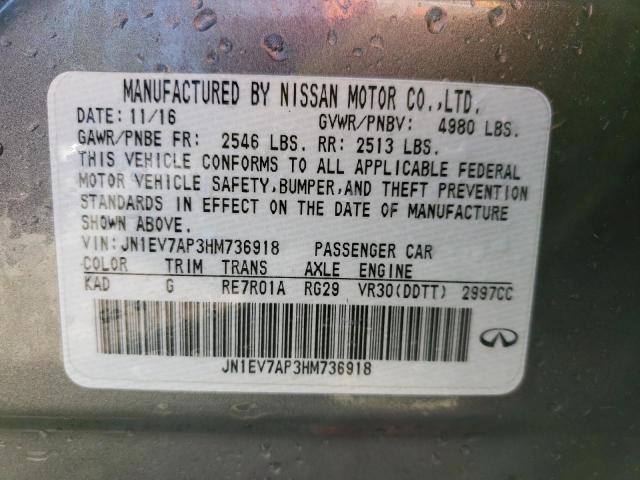 MANUFACTURED BY NISSAN MOTOR CO.,LTD.
DATE: 11/16 GVWR/PNBV: 4980 LBS.
GAWR/PNBE FR: 2546 LBS. RR: 2513 LBS.
THIS VEHICLE CONFORMS TO ALL APPLICABLE FEDERAL
MOTOR VEHICLE SAFETY,BUMPER,AND THEFT PREVENTION
STANDARDS IN EFFECT ON THE DATE OF MANUFACTURE
SHOWN ABOVE.
VIN:JN1EV7AP3HM736918 PASSENGER CAR
COLOR TRIM TRANS AXLE ENGINE
KAD G RE7R01A RG29 VR30(DDTT) 2997CC
JN1EV7AP3HM736918